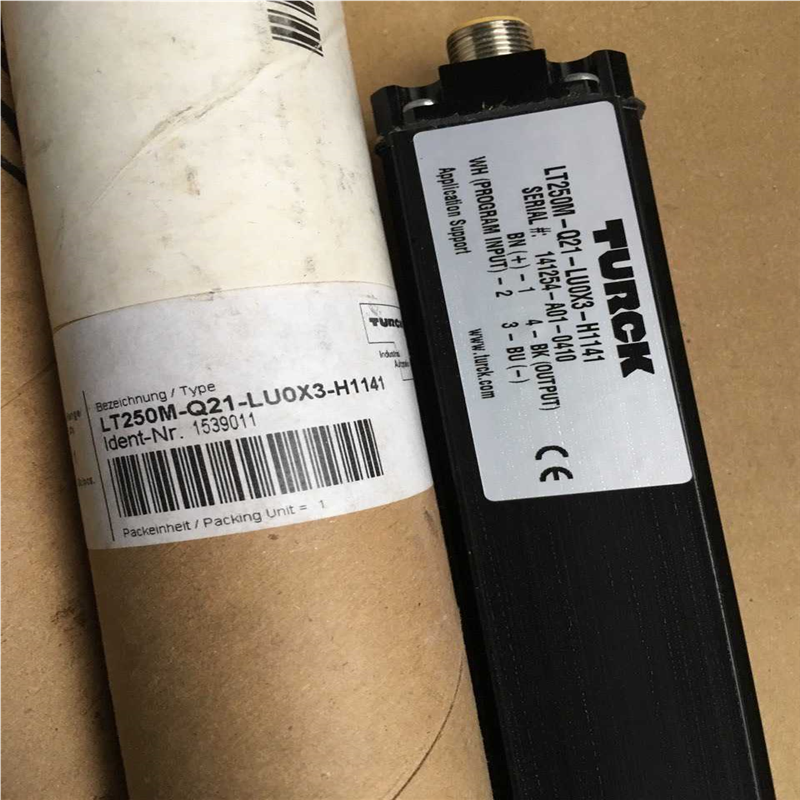 TURCK
Industrial
Bezeichnung / Type
LT250M-Q21-LU0X3-H1141
Ident-Nr. 1539011
Packeinheit / Packing Unit = 1
TURCK
LT250M-Q21-LU0X3-H1141
SERIAL #: 141254-A01-0410
BN (+) - 1 4 - BK (OUTPUT)
WH (PROGRAM INPUT) - 2 3 - BU (-)
Application Support www.turck.com
CE